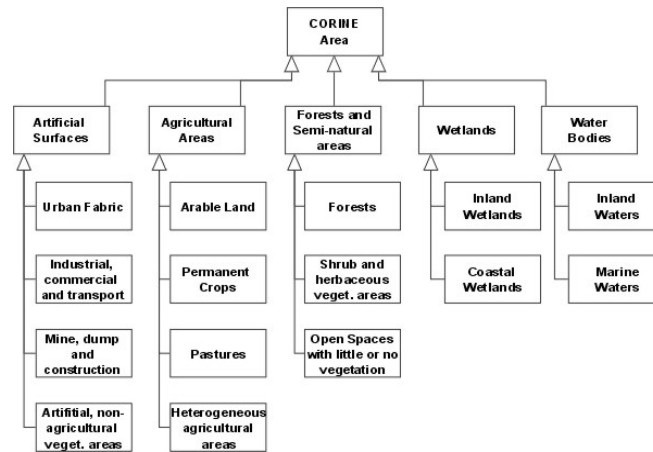 CORINE
Area
Artificial
Surfaces
Agricultural
Areas
Forests and
Semi-natural
areas
Wetlands
Water
Bodies
Urban Fabric
Arable Land
Forests
Inland
Wetlands
Inland
Waters
Industrial,
commercial
and transport
Permanent
Crops
Shrub and
herbaceous
veget. areas
Coastal
Wetlands
Marine
Waters
Mine, dump
and
construction
Pastures
Open Spaces
with little or no
vegetation
Artifitial, non-
agricultural
veget. areas
Heterogeneous
agricultural
areas